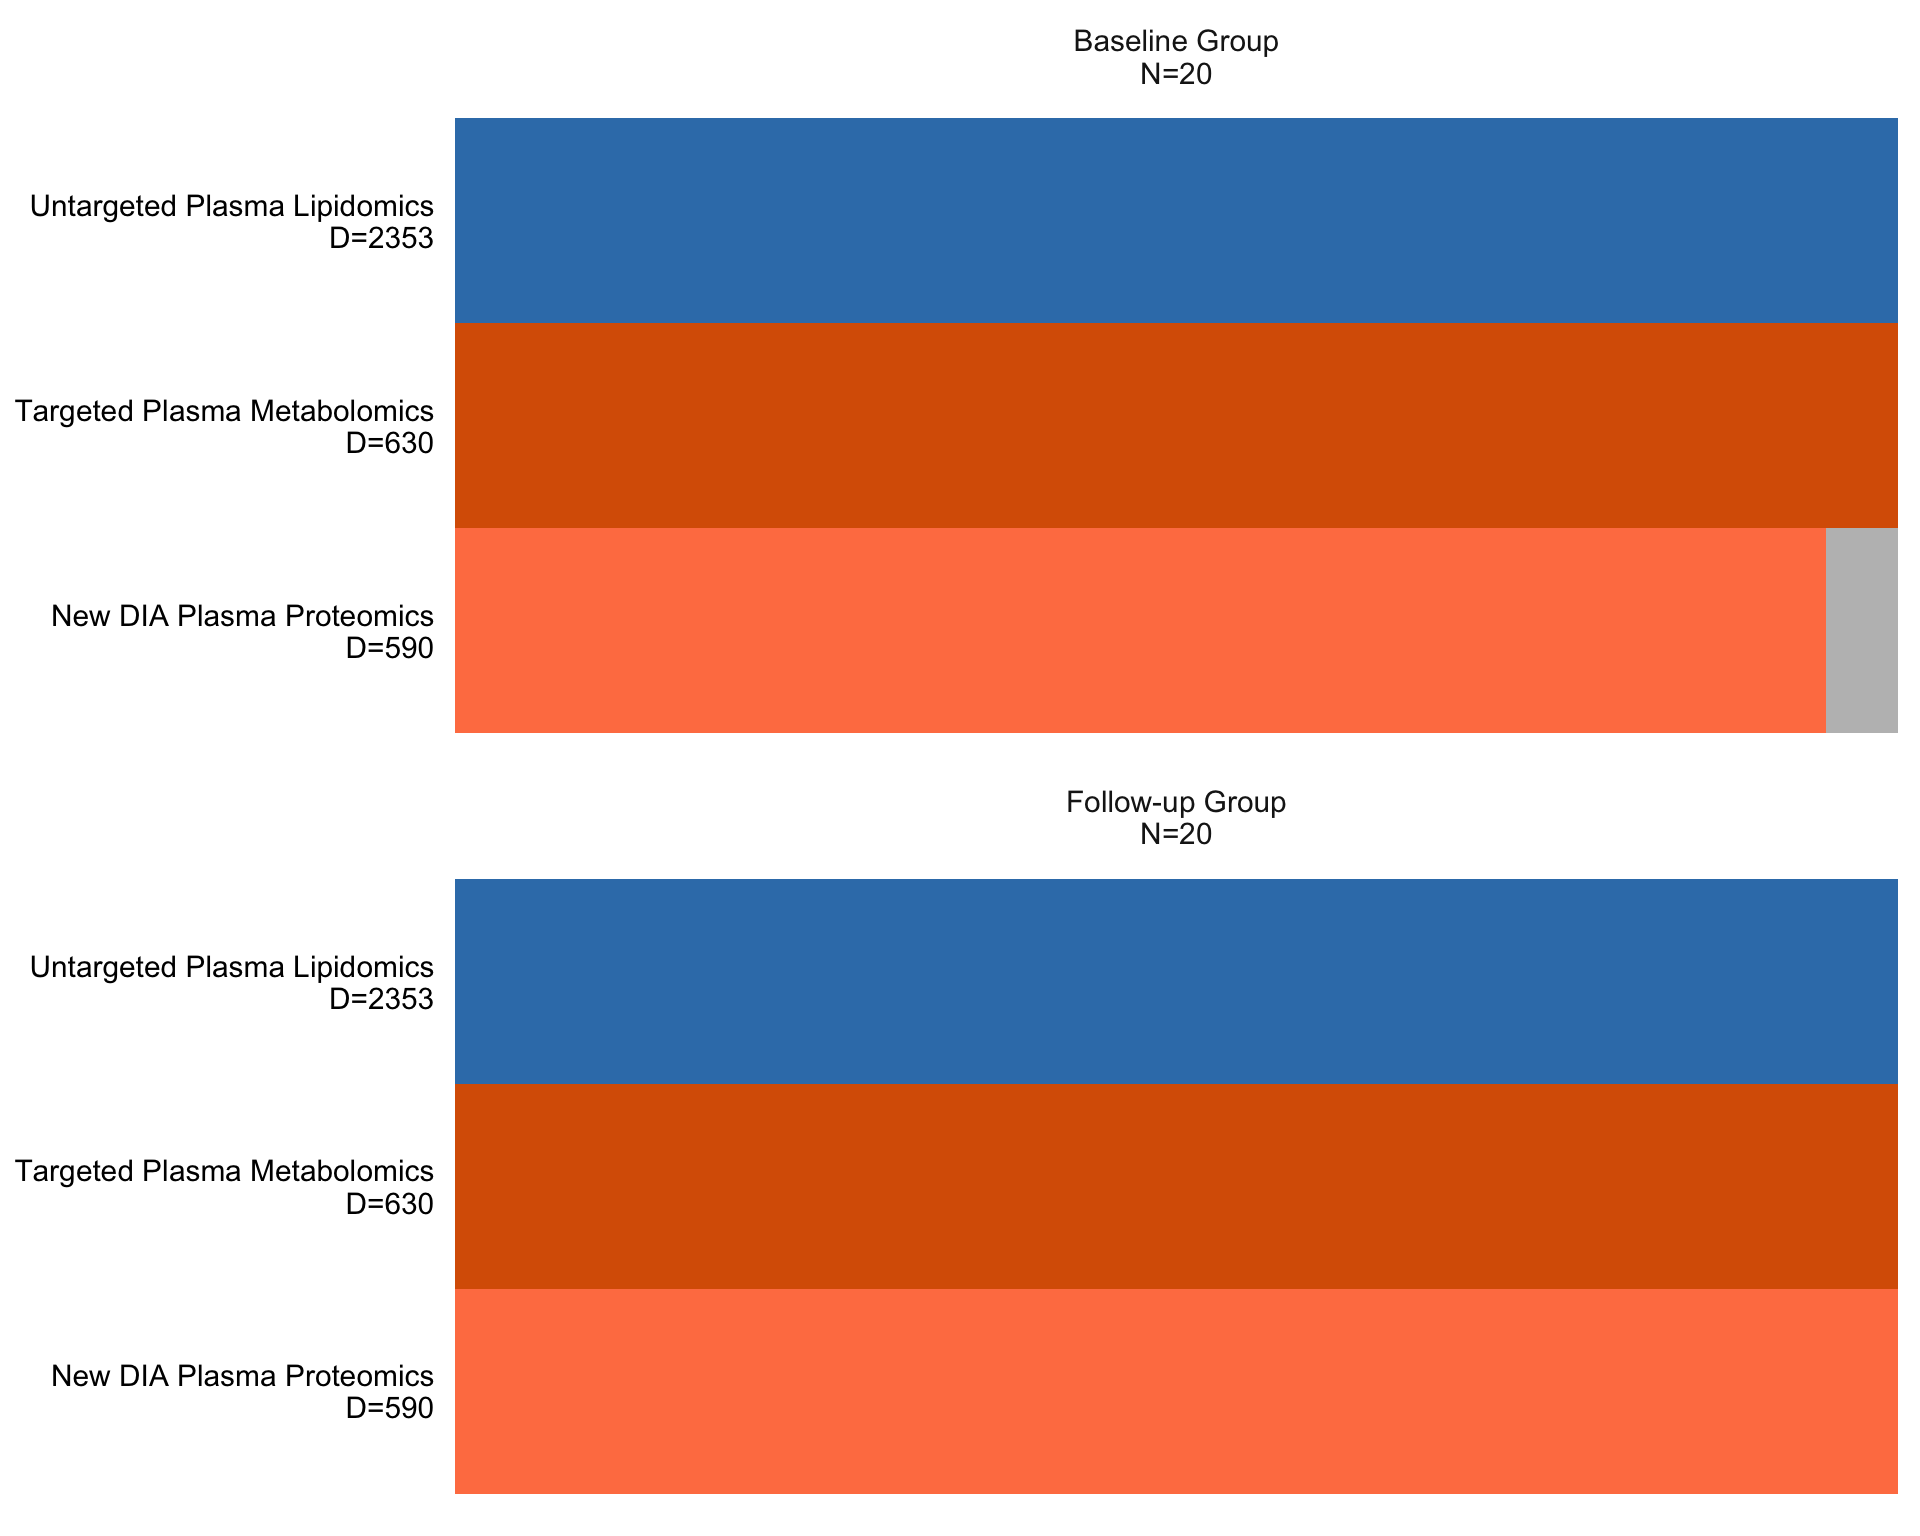 Baseline Group
N=20
Untargeted Plasma Lipidomics
D=2353
Targeted Plasma Metabolomics
D=630
New DIA Plasma Proteomics
D=590
Follow-up Group
N=20
Untargeted Plasma Lipidomics
D=2353
Targeted Plasma Metabolomics
D=630
New DIA Plasma Proteomics
D=590